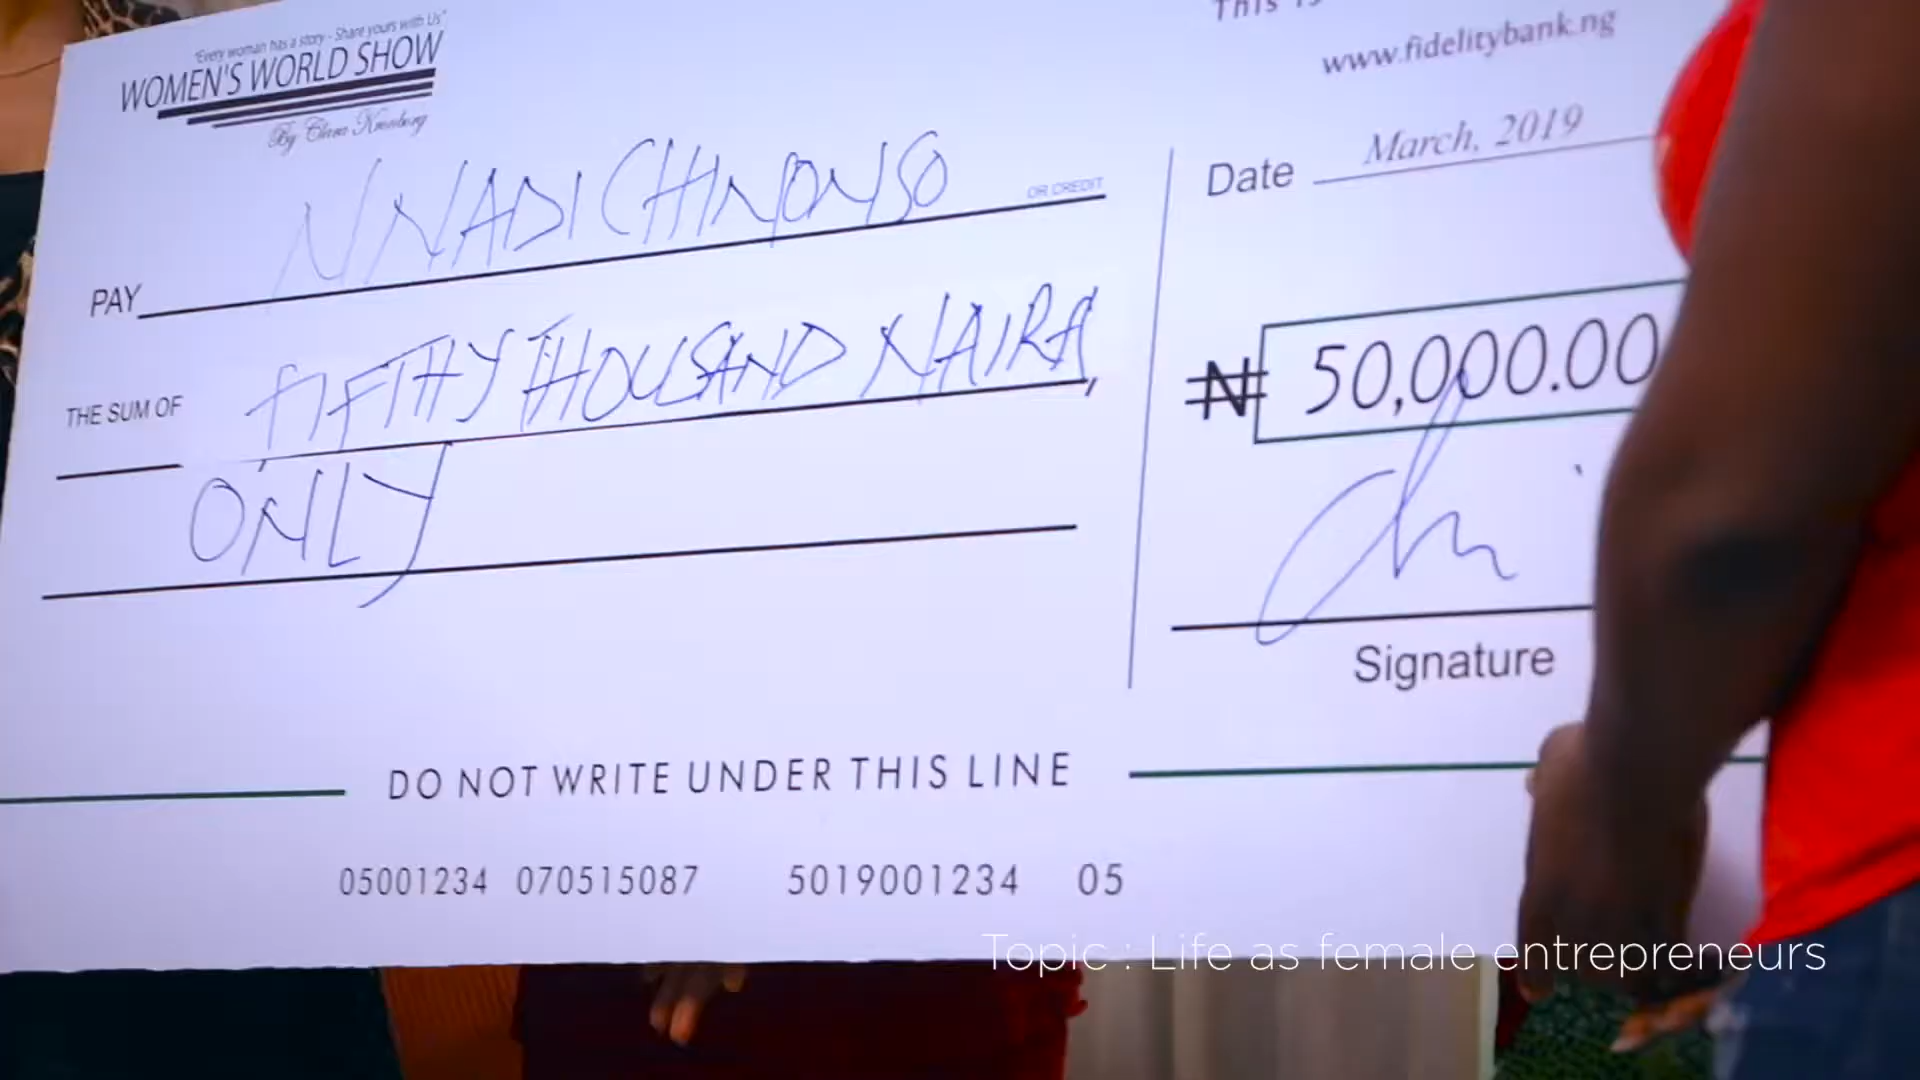 "Every woman has a story - Share yours with Us"
WOMEN'S WORLD SHOW
By Clara Kronborg
This is
www.fidelitybank.ng
Date March, 2019
PAY NNADI CHINONSO OR CREDIT
THE SUM OF FIFTHY THOUSAND NAIRA,
ONLY
₦ 50,000.00
Signature
DO NOT WRITE UNDER THIS LINE
05001234 070515087 5019001234 05
Topic : Life as female entrepreneurs